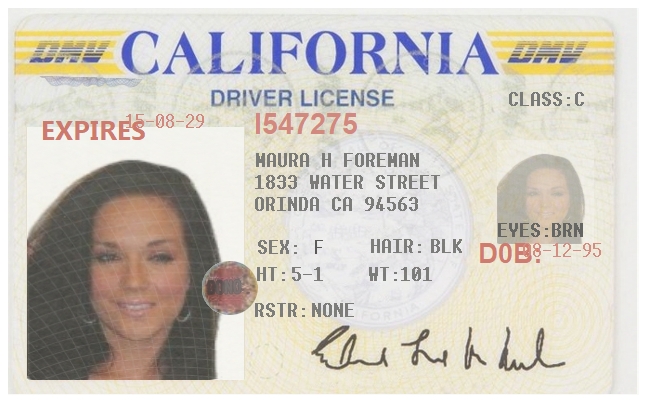 DMV CALIFORNIA DMV
DRIVER LICENSE
CLASS:C
EXPIRES 15-08-29
I547275
MAURA H FOREMAN
1833 WATER STREET
ORINDA CA 94563
EYES:BRN
SEX: F HAIR: BLK
D0B: 08-12-95
HT:5-1 WT:101
RSTR:NONE